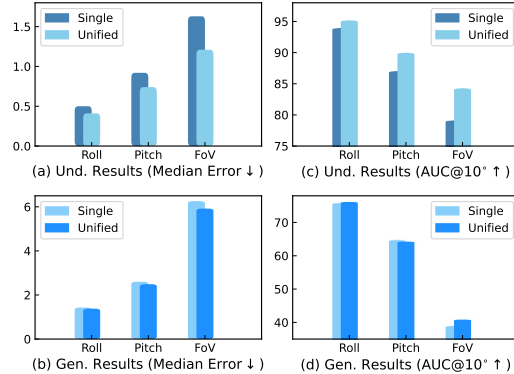 1.5
1.0
0.5
0.0
Single
Unified
Roll Pitch FoV
(a) Und. Results (Median Error ↓)
95
90
85
80
75
Single
Unified
Roll Pitch FoV
(c) Und. Results (AUC@10° ↑)
6
4
2
0
Single
Unified
Roll Pitch FoV
(b) Gen. Results (Median Error ↓)
70
60
50
40
Single
Unified
Roll Pitch FoV
(d) Gen. Results (AUC@10° ↑)